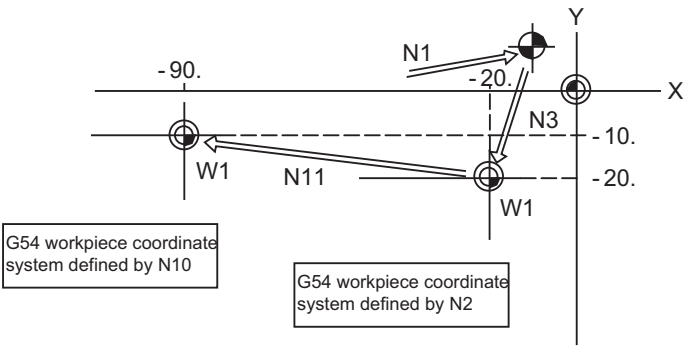 Y
N1
-90.
-20.
X
N3
-10.
W1
N11
-20.
W1
G54 workpiece coordinate
system defined by N10
G54 workpiece coordinate
system defined by N2